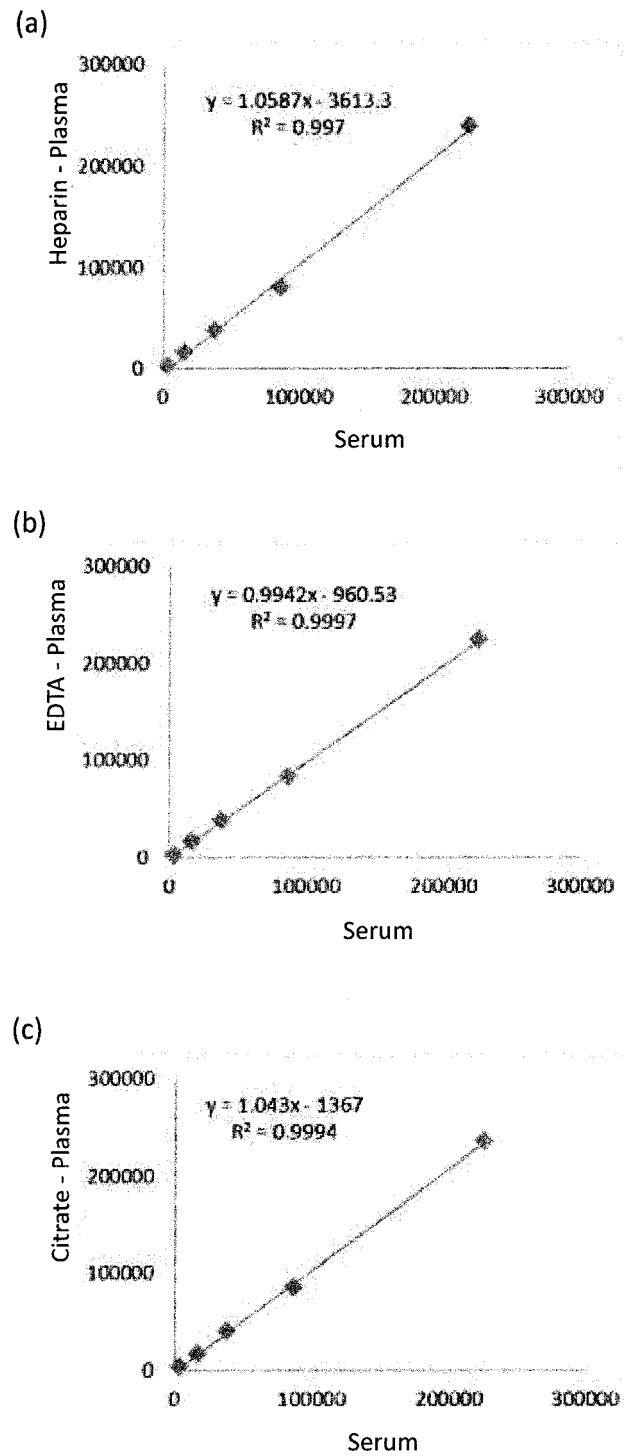 (a)
300000
y = 1.0587x - 3613.3
R² = 0.997
200000
Heparin - Plasma
100000
0
0 100000 200000 300000
Serum
(b)
300000
y = 0.9942x - 960.53
R² = 0.9997
200000
EDTA - Plasma
100000
0
0 100000 200000 300000
Serum
(c)
300000
y = 1.043x - 1367
R² = 0.9994
200000
Citrate - Plasma
100000
0
0 100000 200000 300000
Serum